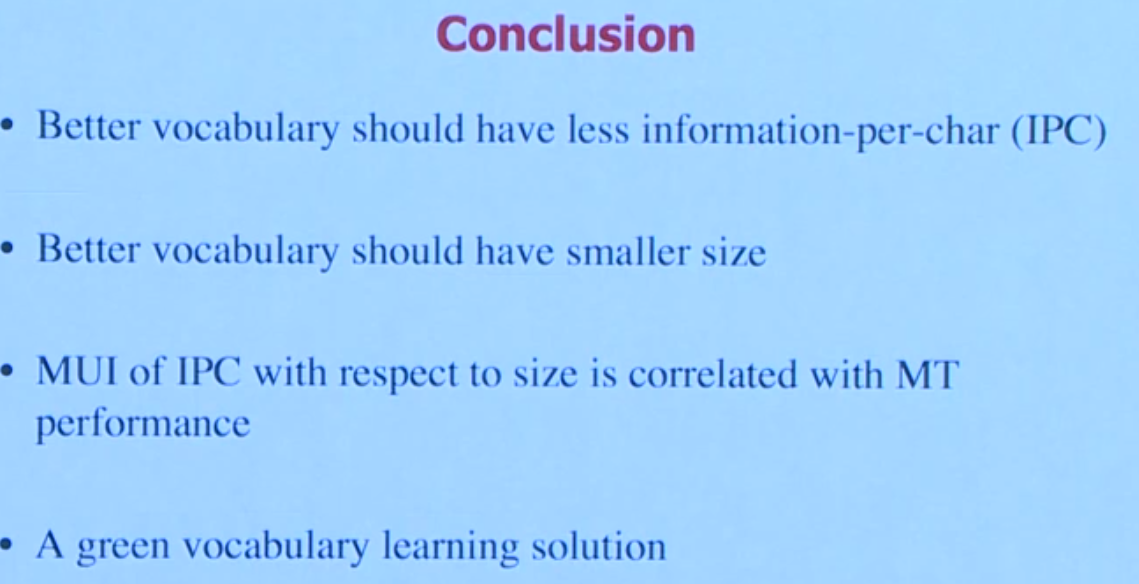 Conclusion
• Better vocabulary should have less information-per-char (IPC)
• Better vocabulary should have smaller size
• MUI of IPC with respect to size is correlated with MT
performance
• A green vocabulary learning solution